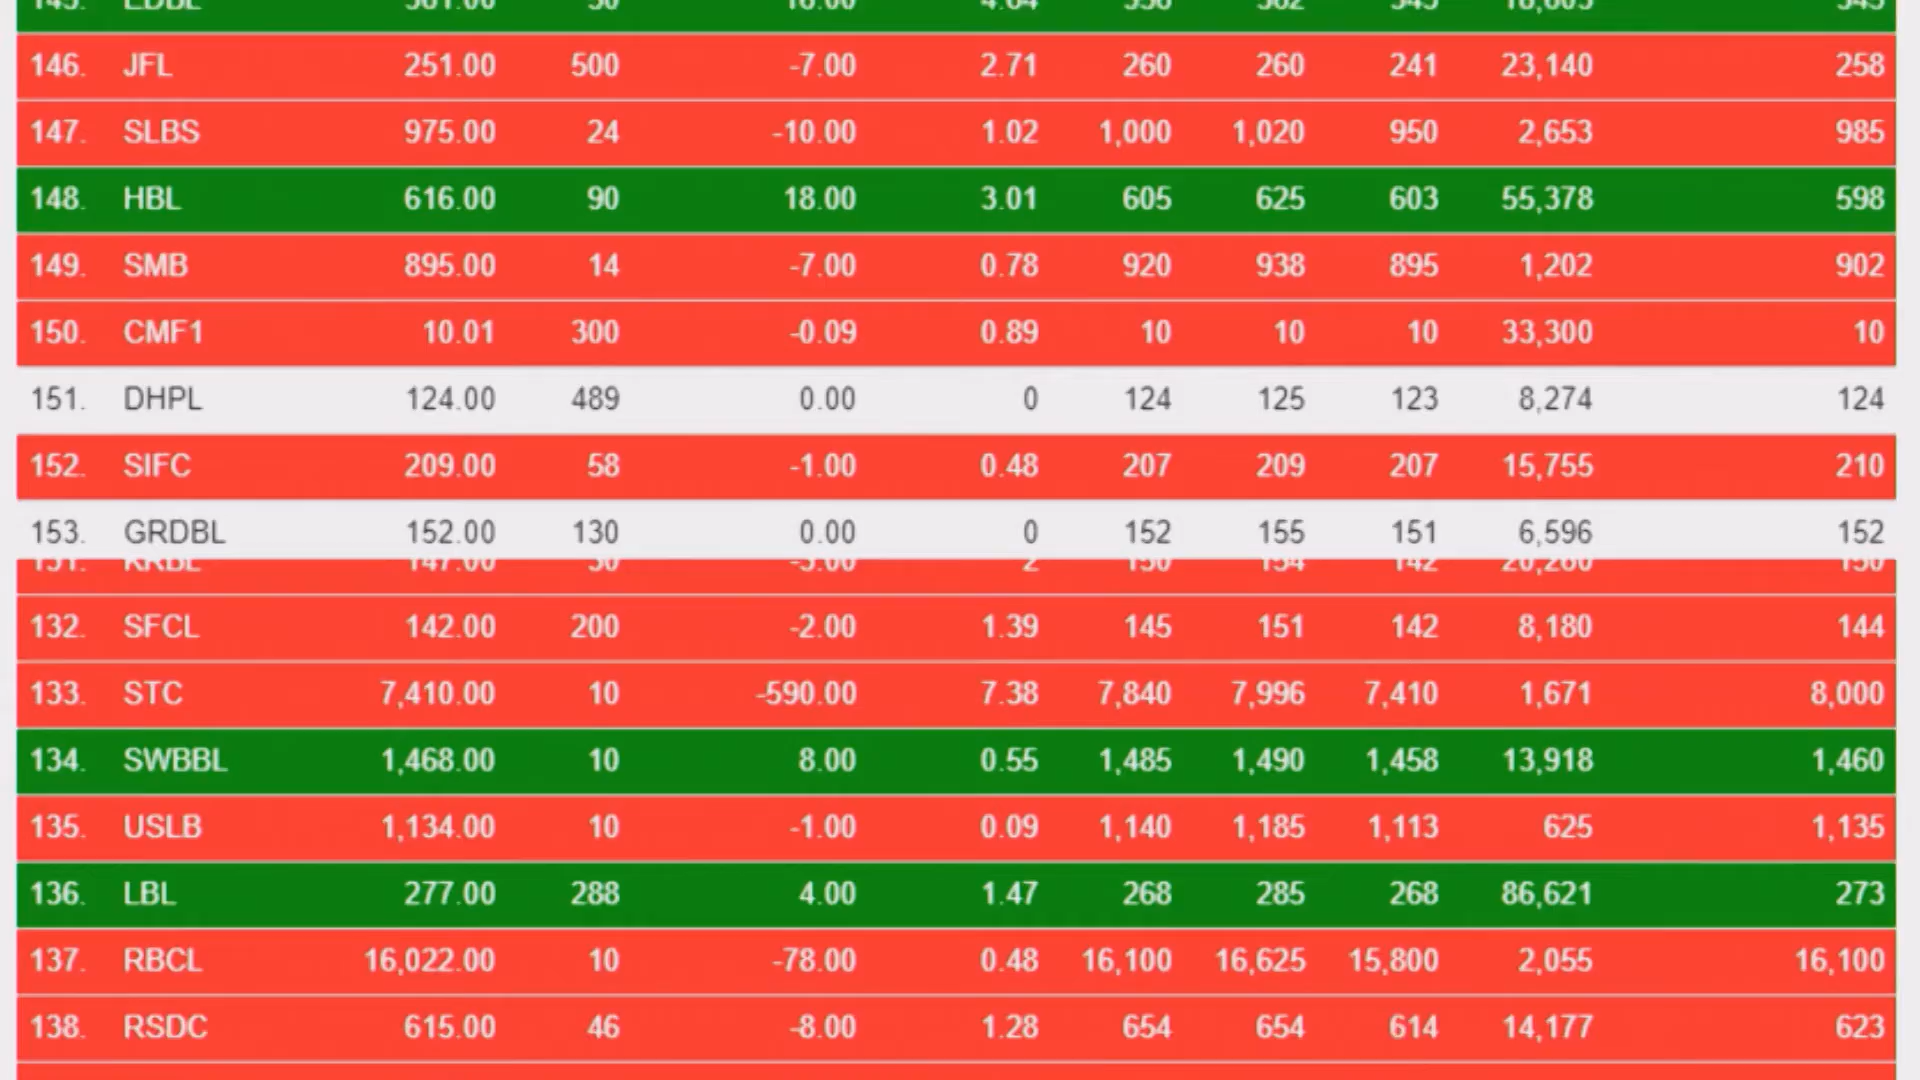 146. JFL 251.00 500 -7.00 2.71 260 260 241 23,140 258
147. SLBS 975.00 24 -10.00 1.02 1,000 1,020 950 2,653 985
148. HBL 616.00 90 18.00 3.01 605 625 603 55,378 598
149. SMB 895.00 14 -7.00 0.78 920 938 895 1,202 902
150. CMF1 10.01 300 -0.09 0.89 10 10 10 33,300 10
151. DHPL 124.00 489 0.00 0 124 125 123 8,274 124
152. SIFC 209.00 58 -1.00 0.48 207 209 207 15,755 210
153. GRDBL 152.00 130 0.00 0 152 155 151 6,596 152
132. SFCL 142.00 200 -2.00 1.39 145 151 142 8,180 144
133. STC 7,410.00 10 -590.00 7.38 7,840 7,996 7,410 1,671 8,000
134. SWBBL 1,468.00 10 8.00 0.55 1,485 1,490 1,458 13,918 1,460
135. USLB 1,134.00 10 -1.00 0.09 1,140 1,185 1,113 625 1,135
136. LBL 277.00 288 4.00 1.47 268 285 268 86,621 273
137. RBCL 16,022.00 10 -78.00 0.48 16,100 16,625 15,800 2,055 16,100
138. RSDC 615.00 46 -8.00 1.28 654 654 614 14,177 623